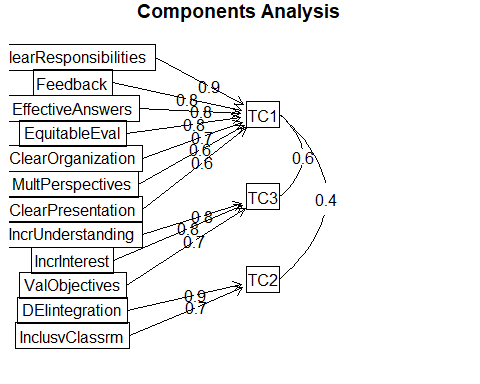 Components Analysis
learResponsibilities
Feedback
EffectiveAnswers
EquitableEval
ClearOrganization
MultPerspectives
ClearPresentation
IncrUnderstanding
IncrInterest
ValObjectives
DEIintegration
InclusvClassrm
0.9
0.8
0.8
0.8
0.7
0.6
0.6
0.8
0.8
0.7
0.9
0.7
TC1
TC3
TC2
0.6
0.4